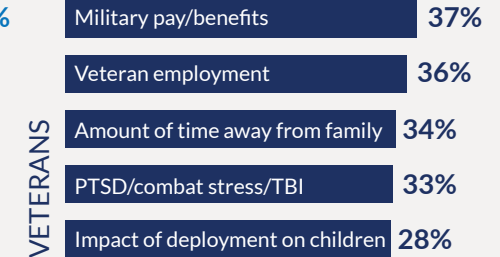 %
Military pay/benefits 37%
Veteran employment 36%
Amount of time away from family 34%
PTSD/combat stress/TBI 33%
Impact of deployment on children 28%
VETERANS